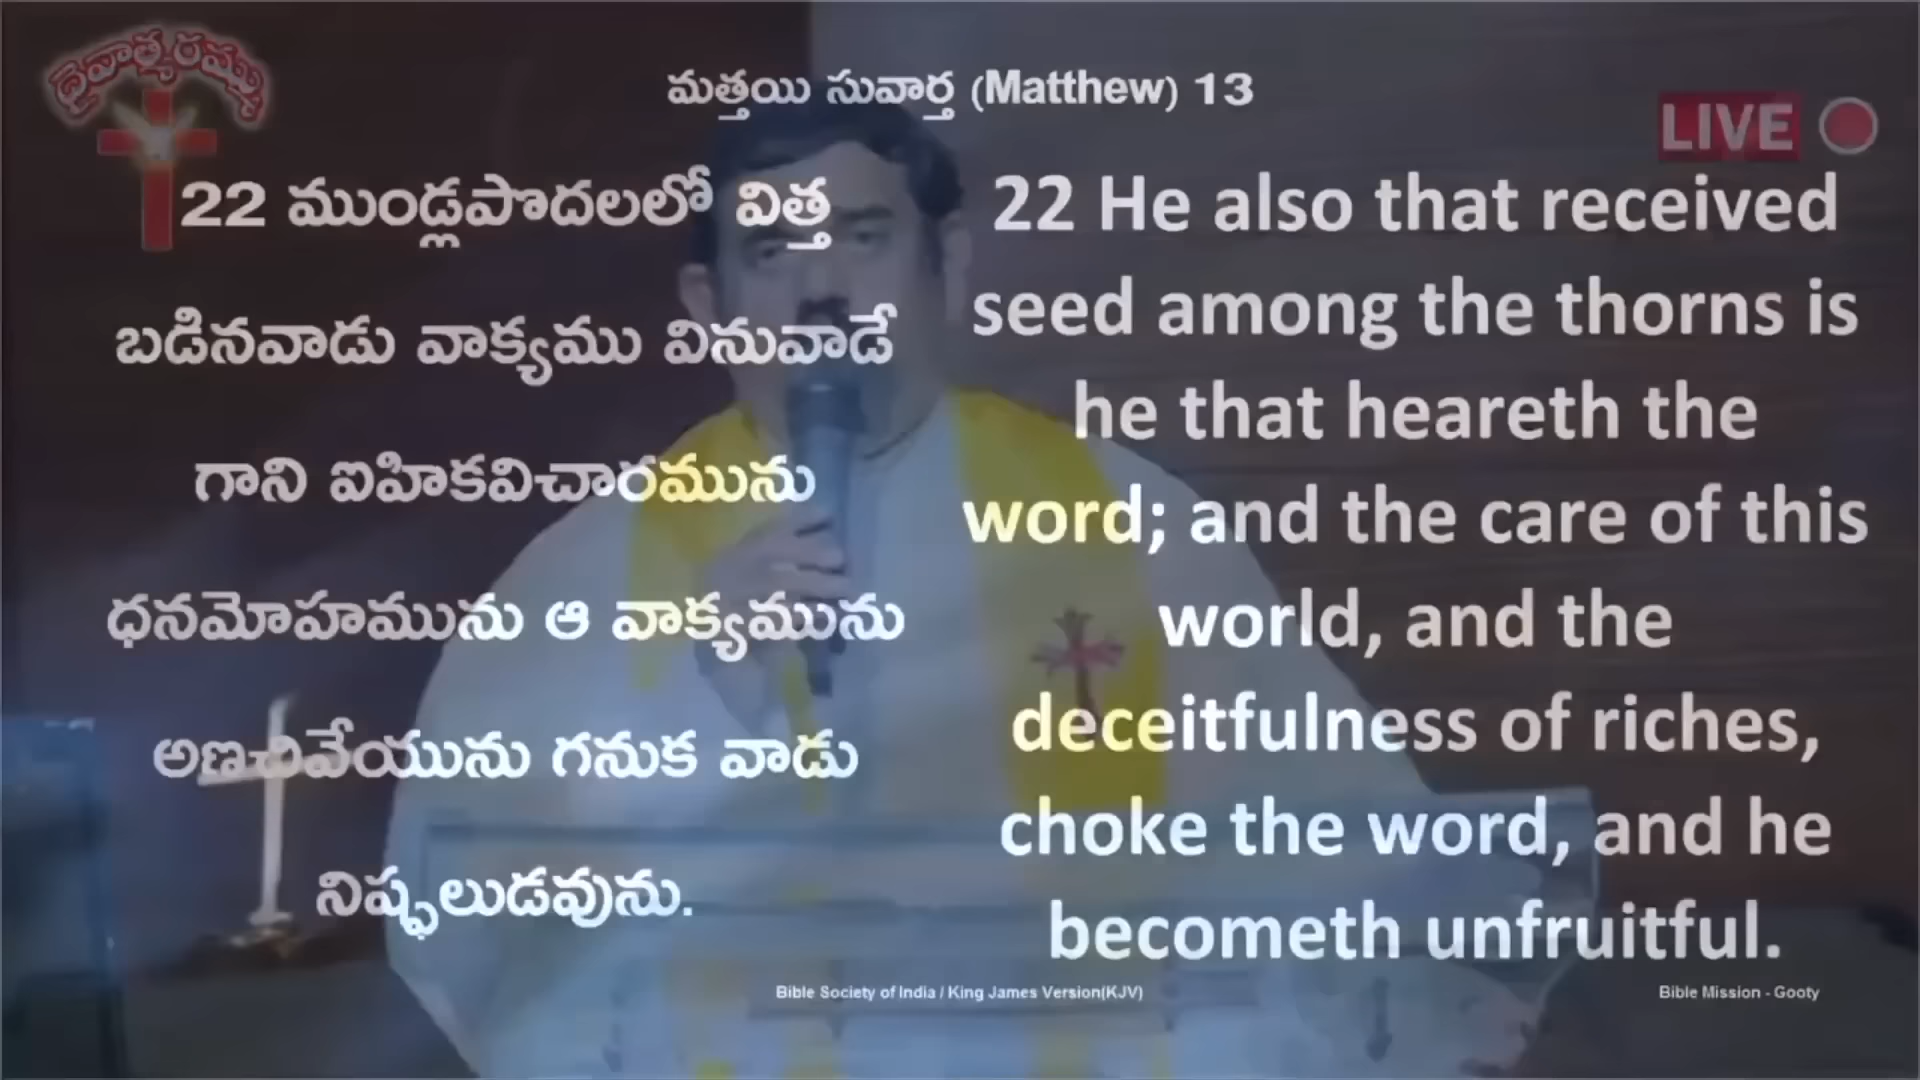 దైవాత్మరమ్ము
మత్తయి సువార్త (Matthew) 13
LIVE
22 ముండ్లపొదలలో విత్త
బడినవాడు వాక్యము వినువాడే
గాని ఐహికవిచారమును
ధనమోహమును ఆ వాక్యమును
అణచివేయును గనుక వాడు
నిష్ఫలుడవును.
22 He also that received
seed among the thorns is
he that heareth the
word; and the care of this
world, and the
deceitfulness of riches,
choke the word, and he
becometh unfruitful.
Bible Society of India / King James Version(KJV)
Bible Mission - Gooty